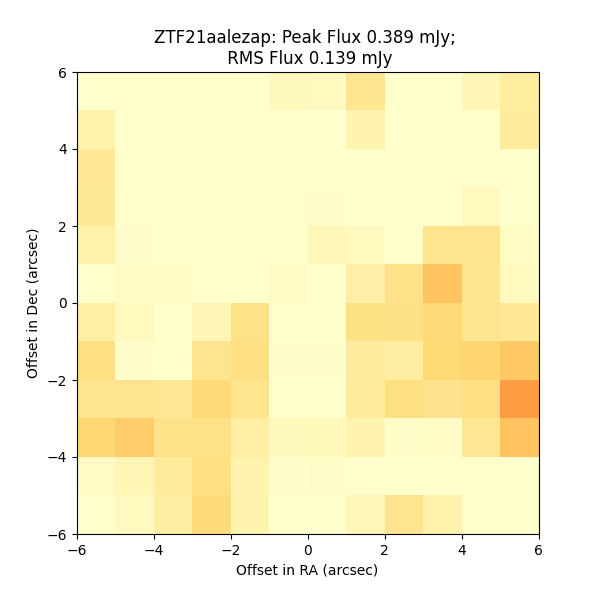 ZTF21aalezap: Peak Flux 0.389 mJy;
RMS Flux 0.139 mJy
6
4
2
0
−2
−4
−6
Offset in Dec (arcsec)
−6 −4 −2 0 2 4 6
Offset in RA (arcsec)